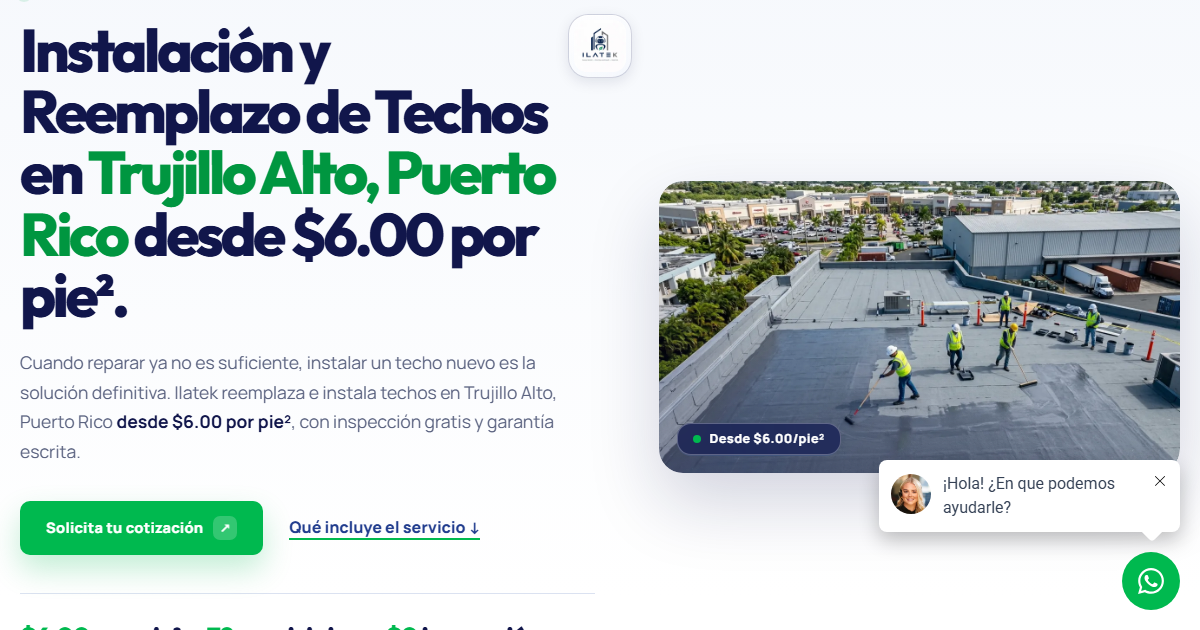 Instalación y
Reemplazo de Techos
en Trujillo Alto, Puerto
Rico desde $6.00 por
pie².
Cuando reparar ya no es suficiente, instalar un techo nuevo es la
solución definitiva. Ilatek reemplaza e instala techos en Trujillo Alto,
Puerto Rico desde $6.00 por pie², con inspección gratis y garantía
escrita.
Solicita tu cotización ↗
Qué incluye el servicio ↓
ILATEK
Desde $6.00/pie²
¡Hola! ¿En que podemos
ayudarle?